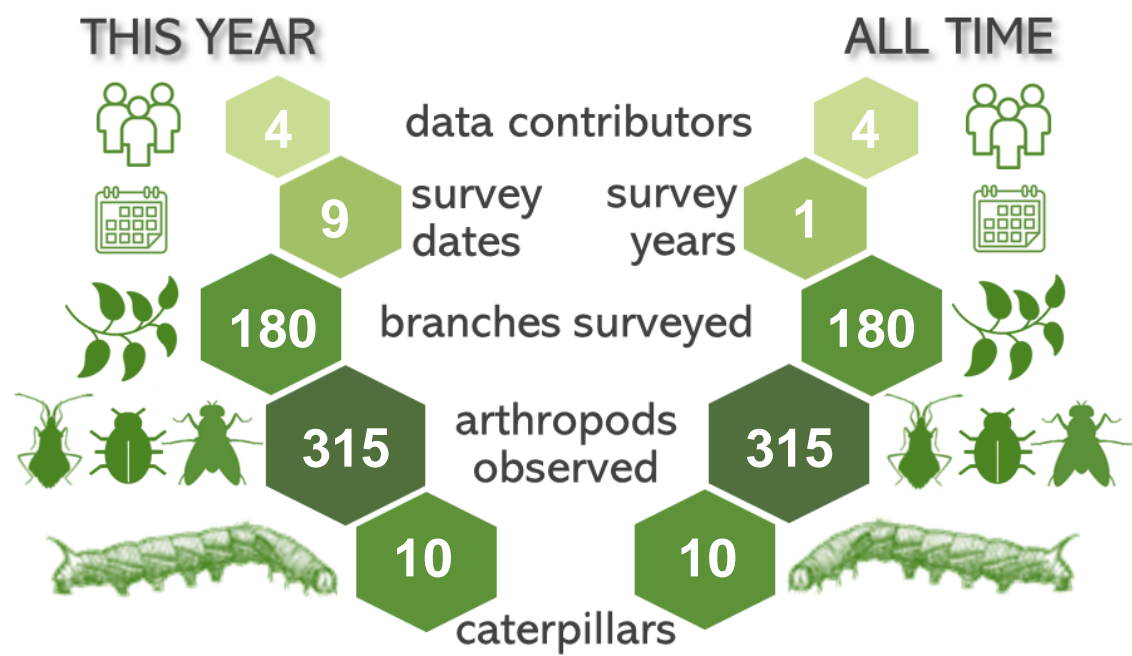 THIS YEAR
ALL TIME
4
data contributors
4
9
survey
dates
survey
years
1
180
branches surveyed
180
315
arthropods
observed
315
10
10
caterpillars